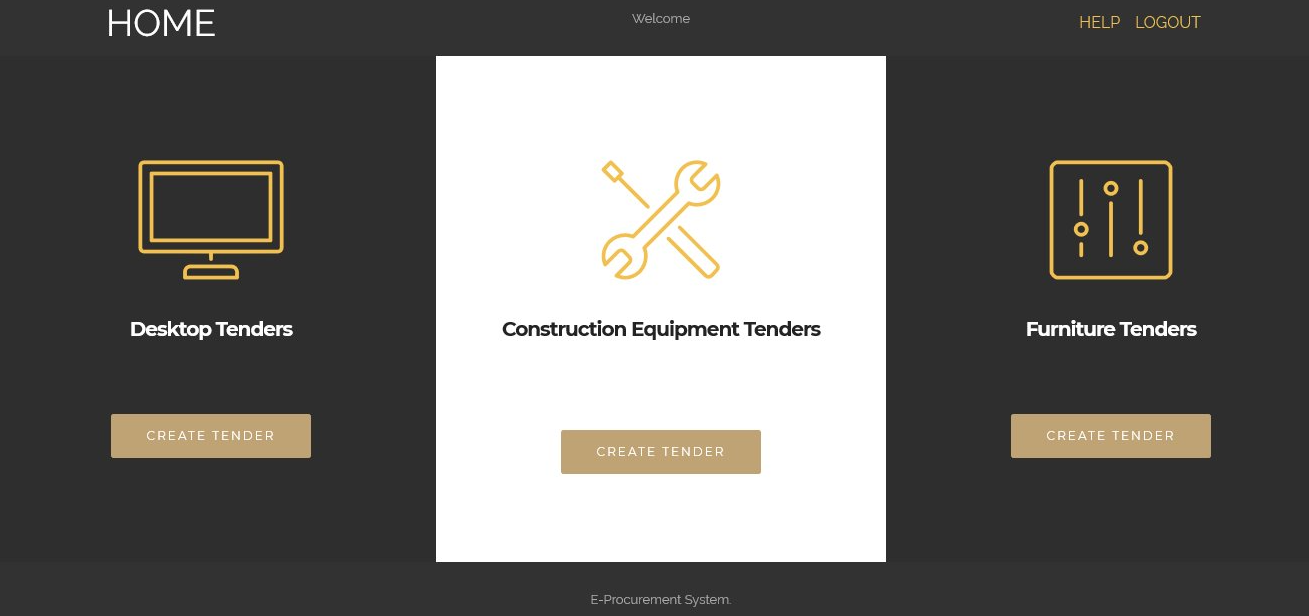 HOME
Welcome
HELP LOGOUT
Desktop Tenders
Construction Equipment Tenders
Furniture Tenders
CREATE TENDER
CREATE TENDER
CREATE TENDER
E-Procurement System.